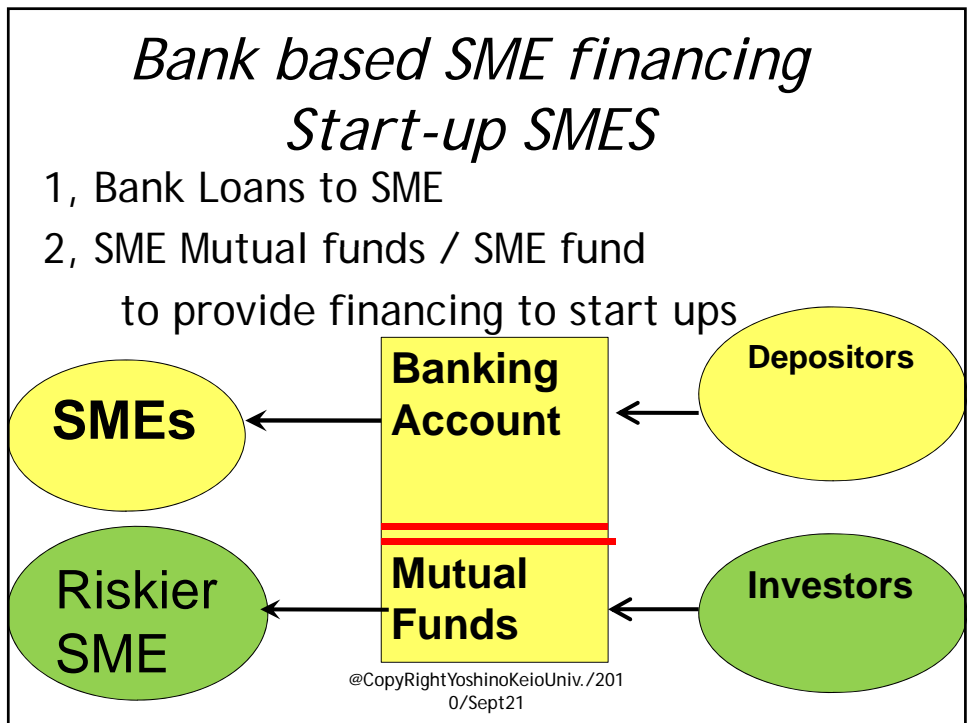 Bank based SME financing
Start-up SMES
1, Bank Loans to SME
2, SME Mutual funds / SME fund
to provide financing to start ups
SMEs
Banking
Account
Depositors
Riskier
SME
Mutual
Funds
Investors
@CopyRightYoshinoKeioUniv./201
0/Sept21